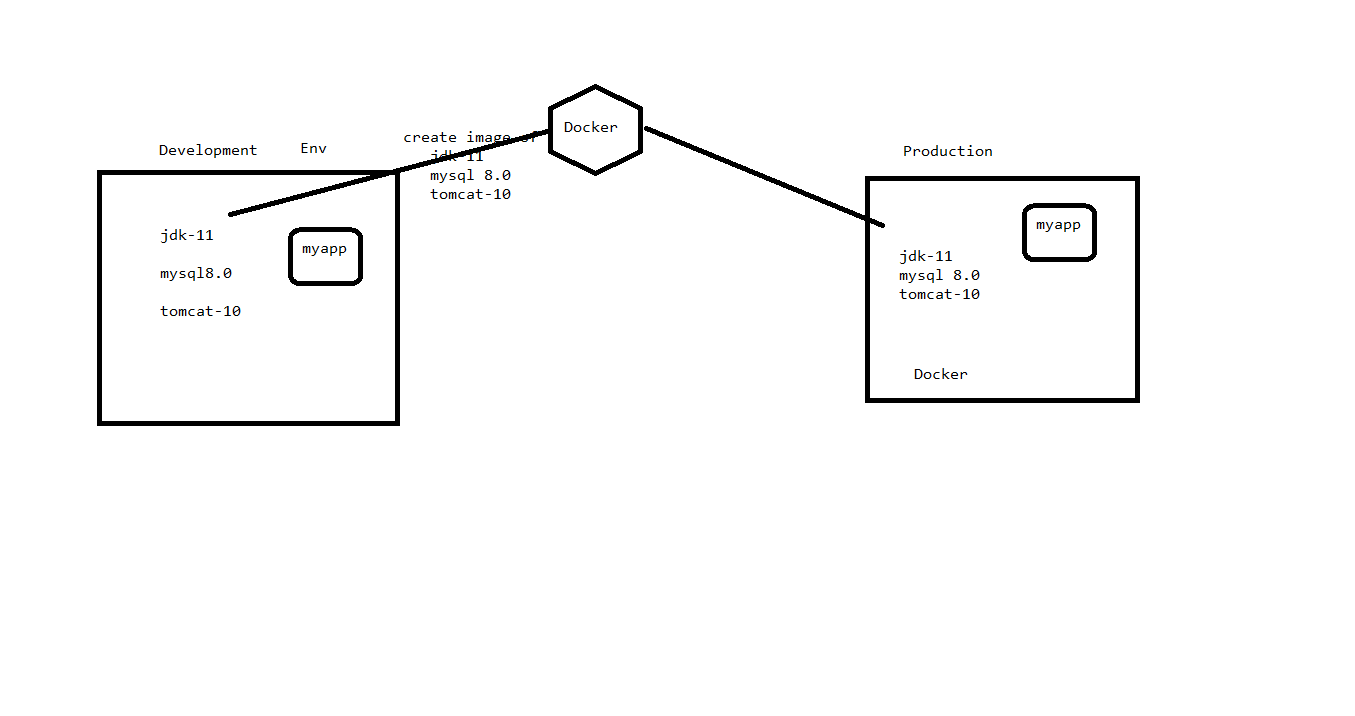 Docker
create image of
jdk-11
mysql 8.0
tomcat-10
Development Env
jdk-11
myapp
mysql8.0
tomcat-10
Production
myapp
jdk-11
mysql 8.0
tomcat-10
Docker